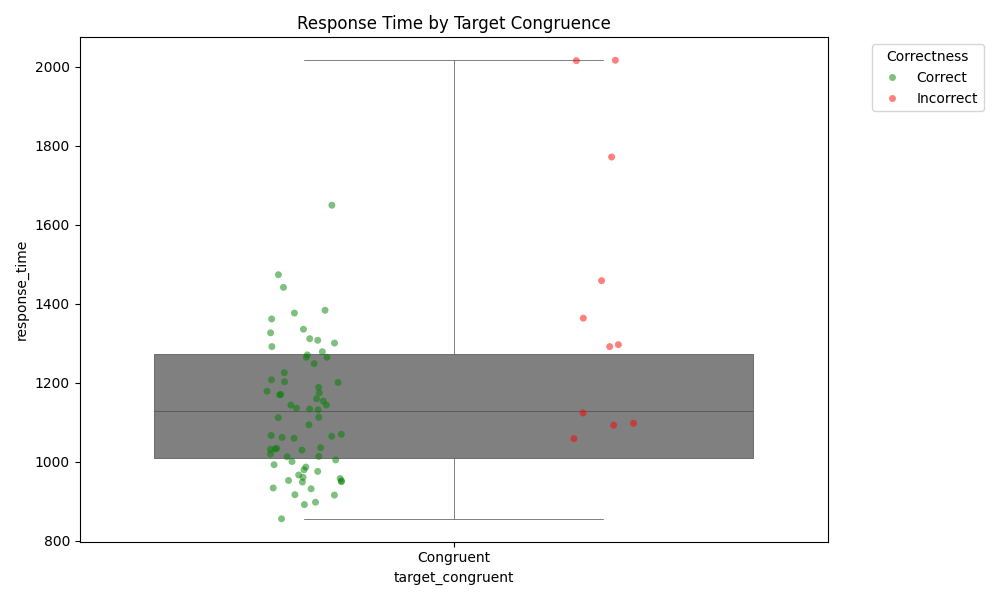 Response Time by Target Congruence
Correctness
Correct
Incorrect
2000
1800
1600
1400
1200
1000
800
response_time
Congruent
target_congruent